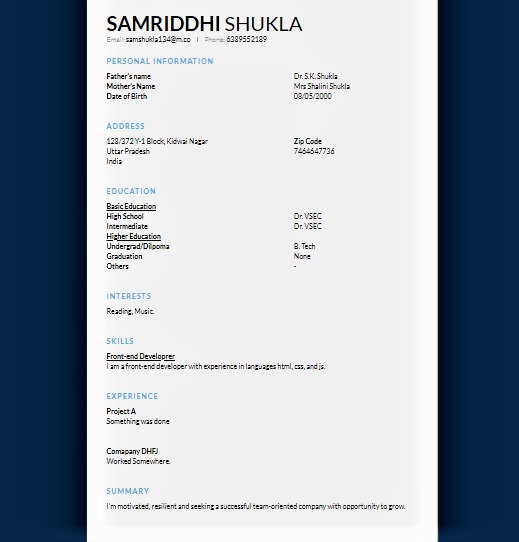 SAMRIDDHI SHUKLA
Email: samshukla134@m.co | Phone: 6389552189
PERSONAL INFORMATION
Father's name Dr. S.K. Shukla
Mother's Name Mrs Shalini Shukla
Date of Birth 08/05/2000
ADDRESS
128/372 Y-1 Block, Kidwai Nagar Zip Code
Uttar Pradesh 7464647736
India
EDUCATION
Basic Education
High School Dr. VSEC
Intermediate Dr. VSEC
Higher Education
Undergrad/Dilpoma B. Tech
Graduation None
Others -
INTERESTS
Reading, Music.
SKILLS
Front-end Developrer
I am a front-end developer with experience in languages html, css, and js.
EXPERIENCE
Project A
Something was done
Comapany DHFJ
Worked Somewhere.
SUMMARY
I'm motivated, resilient and seeking a successful team-oriented company with opportunity to grow.